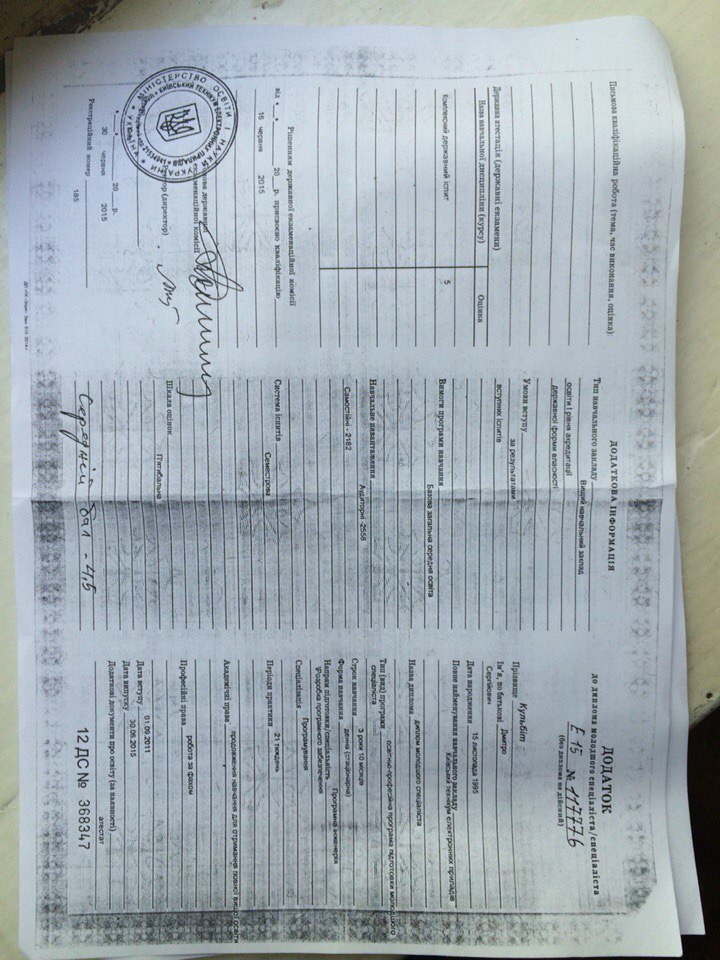 ДОДАТОК
до диплома молодшого спеціаліста/спеціаліста
Е 15 № 117776
(без диплома не дійсний)
Прізвище Кульбіт
Ім'я, по батькові Дмитро
Сергійович
Дата народження 15 листопада 1995
Повне найменування навчального закладу
Київський технікум електронних приладів
Назва диплома диплом молодшого спеціаліста
Тип (вид) програми освітньо-професійна програма підготовки молодшого
спеціаліста
Строк навчання 3 роки 10 місяців
Форма навчання денна (стаціонарна)
Напрям підготовки/спеціальність Програмна інженерія
(Розробка програмного забезпечення)
Спеціалізація Програмування
Періоди практики 21 тиждень
Академічні права продовження навчання для отримання повної вищої освіти
Професійні права робота за фахом
Дата вступу 01.09.2011
Дата випуску 30.06.2015
Додаткові документи про освіту (за наявності)
атестат
12 ДС № 368347
ДОДАТКОВА ІНФОРМАЦІЯ
Тип навчального закладу
Вищий навчальний заклад
освіти І рівня акредитації
державної форми власності
Умови вступу за результатами
вступних іспитів
Вимоги програми навчання
Базова загальна середня освіта
Навчальне навантаження Аудиторні -2558
Самостійні - 2182
Система іспитів Семестрова
Шкала оцінок П'ятибальна
Середній бал - 4,5
Письмова кваліфікаційна робота (тема, час виконання, оцінка):
Державна атестація (державні екзамени)
Назва навчальної дисципліни (курсу) Оцінка
Комплексний державний іспит 5
Рішенням державної екзаменаційної комісії
від « » 20 р. присвоєно кваліфікацію
16 червня 2015
Голова державної
екзаменаційної комісії
Ректор (директор)
« » 20 р.
30 червня 2015
Реєстраційний номер 185
МІНІСТЕРСТВО ОСВІТИ І НАУКИ УКРАЇНИ
КИЇВСЬКИЙ ТЕХНІКУМ ЕЛЕКТРОННИХ ПРИЛАДІВ